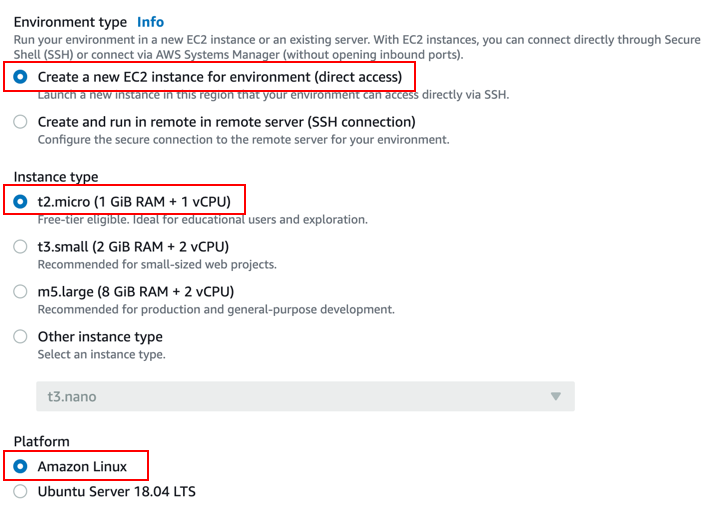 Environment type Info
Run your environment in a new EC2 instance or an existing server. With EC2 instances, you can connect directly through Secure
Shell (SSH) or connect via AWS Systems Manager (without opening inbound ports).
Create a new EC2 instance for environment (direct access)
Launch a new instance in this region that your environment can access directly via SSH.
Create and run in remote in remote server (SSH connection)
Configure the secure connection to the remote server for your environment.
Instance type
t2.micro (1 GiB RAM + 1 vCPU)
Free-tier eligible. Ideal for educational users and exploration.
t3.small (2 GiB RAM + 2 vCPU)
Recommended for small-sized web projects.
m5.large (8 GiB RAM + 2 vCPU)
Recommended for production and general-purpose development.
Other instance type
Select an instance type.
t3.nano
Platform
Amazon Linux
Ubuntu Server 18.04 LTS